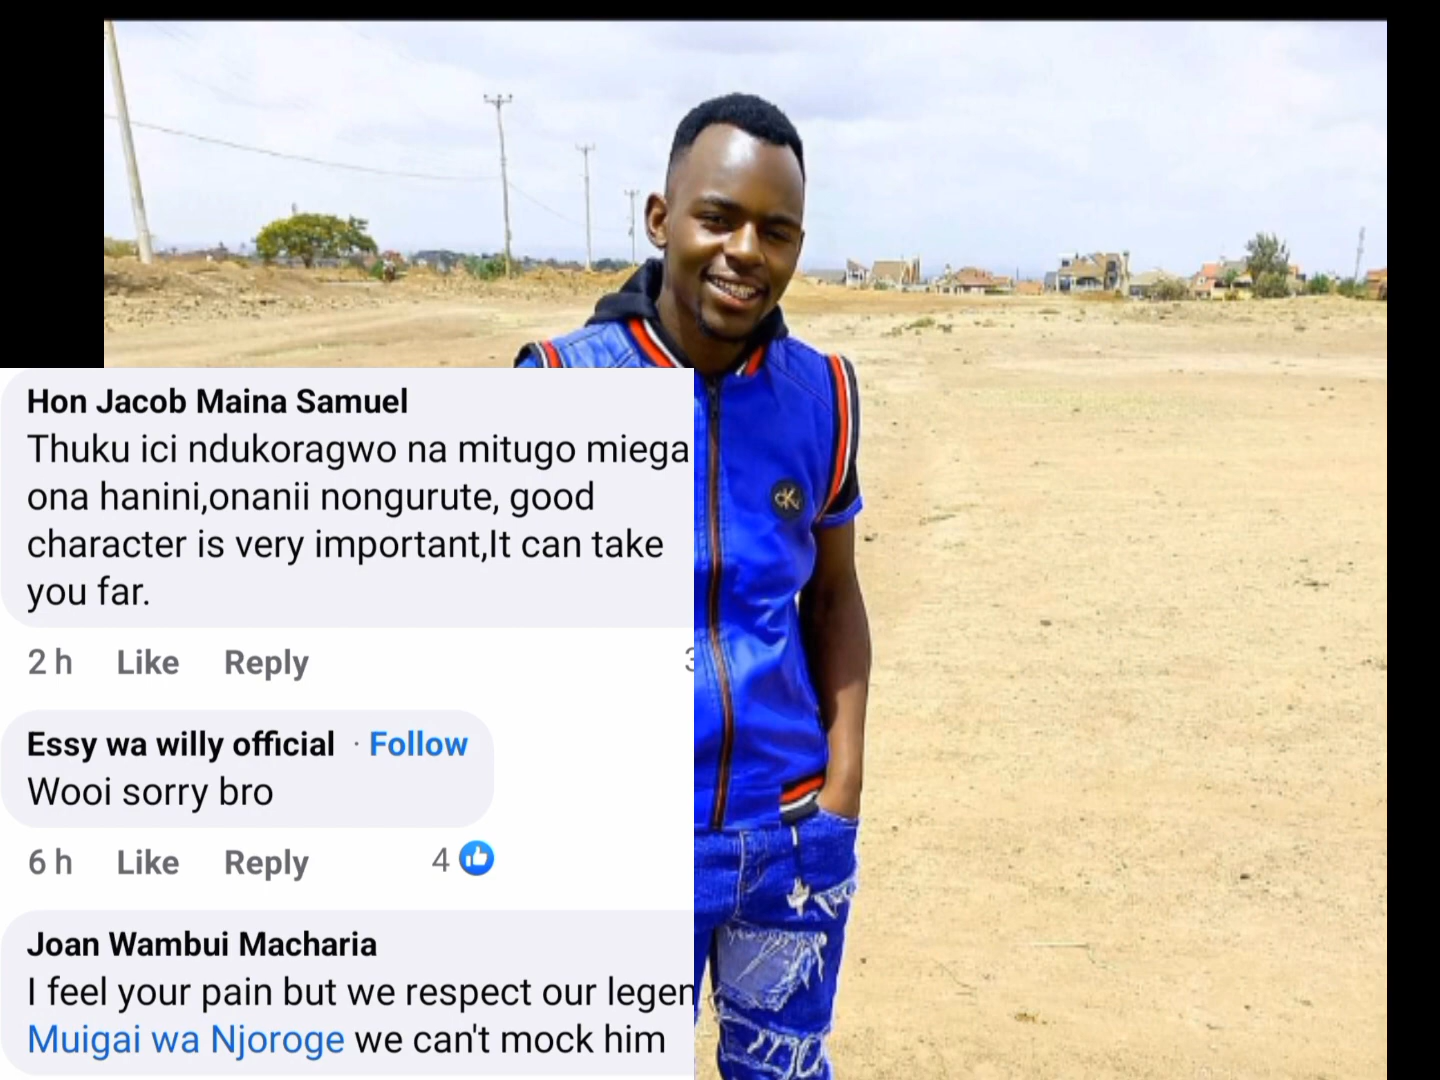 Hon Jacob Maina Samuel
Thuku ici ndukoragwo na mitugo miega
ona hanini,onanii nongurute, good
character is very important,It can take
you far.
2 h Like Reply 3
Essy wa willy official · Follow
Wooi sorry bro
6 h Like Reply 4
Joan Wambui Macharia
I feel your pain but we respect our legen
Muigai wa Njoroge we can't mock him